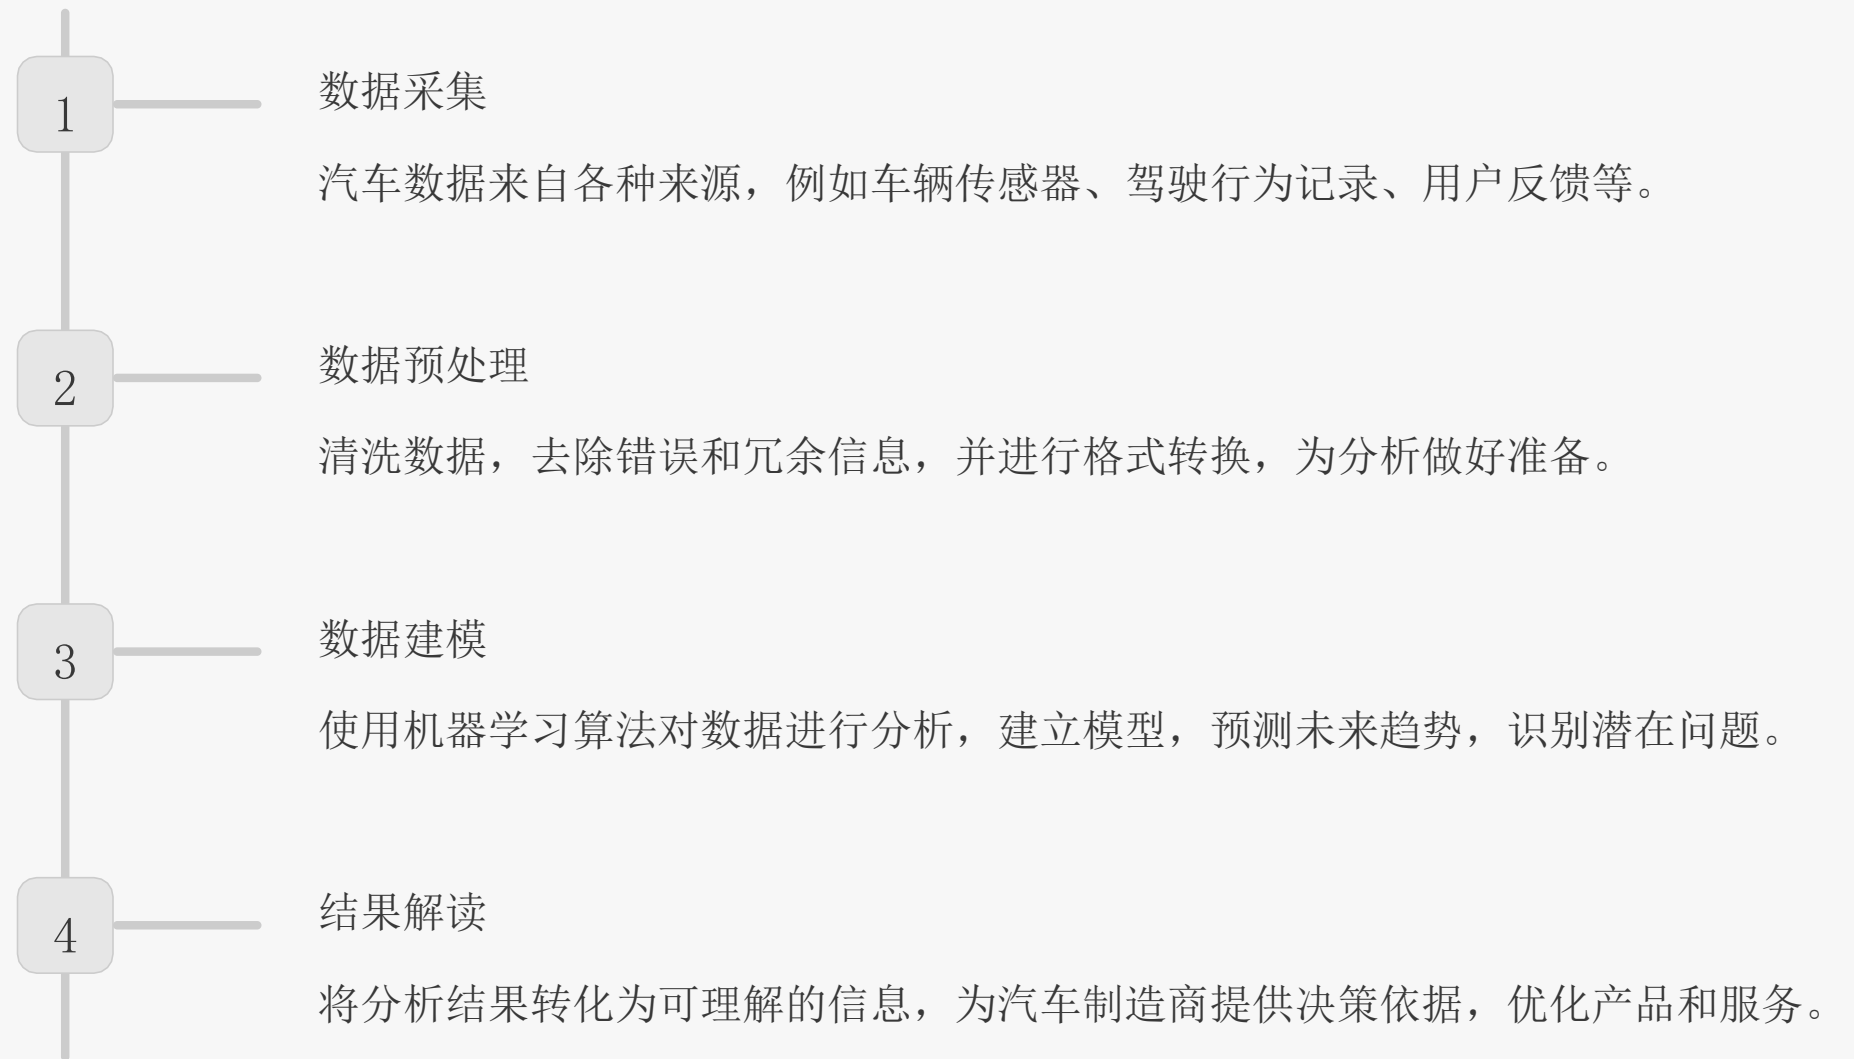 1
数据采集
汽车数据来自各种来源，例如车辆传感器、驾驶行为记录、用户反馈等。
2
数据预处理
清洗数据，去除错误和冗余信息，并进行格式转换，为分析做好准备。
3
数据建模
使用机器学习算法对数据进行分析，建立模型，预测未来趋势，识别潜在问题。
4
结果解读
将分析结果转化为可理解的信息，为汽车制造商提供决策依据，优化产品和服务。